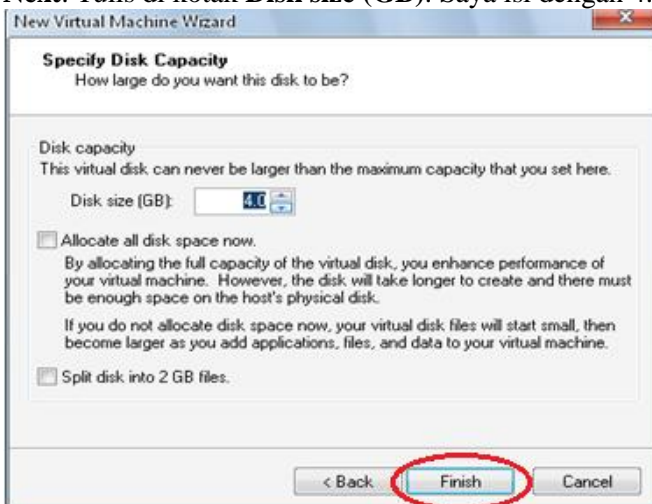 Next. Tulis di kotak Disk size (GB). Saya isi dengan 4.
New Virtual Machine Wizard
Specify Disk Capacity
How large do you want this disk to be?
Disk capacity
This virtual disk can never be larger than the maximum capacity that you set here.
Disk size (GB): 4.0
Allocate all disk space now.
By allocating the full capacity of the virtual disk, you enhance performance of
your virtual machine. However, the disk will take longer to create and there must
be enough space on the host's physical disk.
If you do not allocate disk space now, your virtual disk files will start small, then
become larger as you add applications, files, and data to your virtual machine.
Split disk into 2 GB files.
< Back Finish Cancel